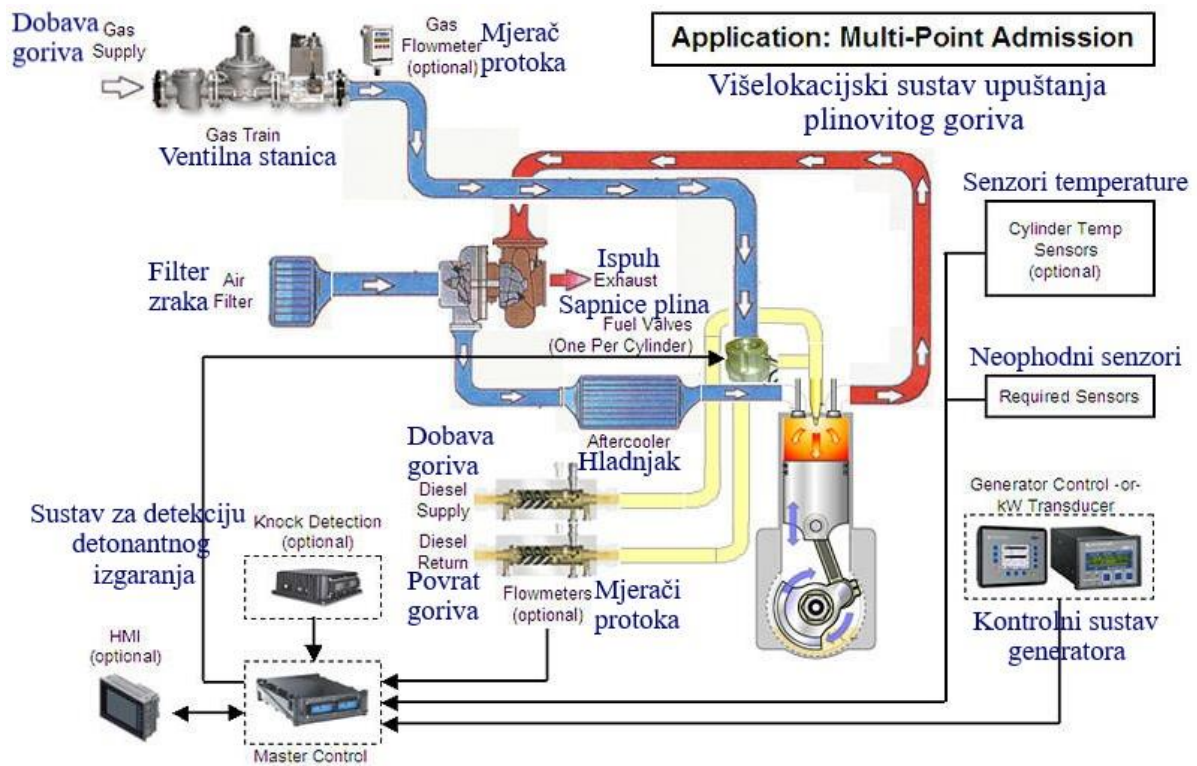 Dobava
goriva
Gas
Supply
Gas
Flowmeter
(optional)
Mjerač
protoka
Application: Multi-Point Admission
Višelokacijski sustav upuštanja
plinovitog goriva
Gas Train
Ventilna stanica
Senzori temperature
Cylinder Temp
Sensors
(optional)
Filter
zraka
Air
Filter
Ispuh
Exhaust
Sapnice plina
Fuel Valves
(One Per Cylinder)
Neophodni senzori
Required Sensors
Aftercooler
Hladnjak
Dobava
goriva
Diesel
Supply
Diesel
Return
Povrat
goriva
Flowmeters
(optional)
Mjerači
protoka
Generator Control -or-
kW Transducer
Kontrolni sustav
generatora
Sustav za detekciju
detonantnog
izgaranja
Knock Detection
(optional)
HMI
(optional)
Master Control